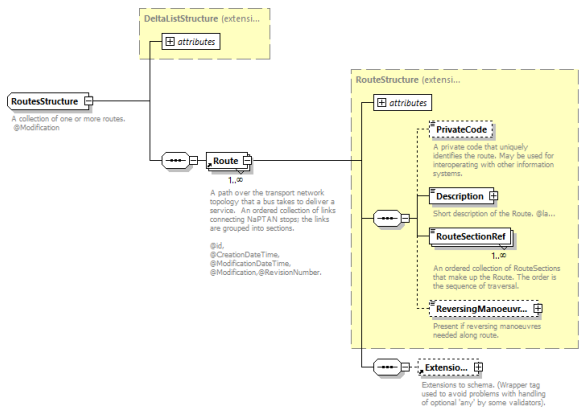 DeltaListStructure (extensi...
attributes
RoutesStructure
A collection of one or more routes.
@Modification
Route
1..∞
A path over the transport network
topology that a bus takes to deliver a
service. An ordered collection of links
connecting NaPTAN stops; the links
are grouped into sections.
@id,
@CreationDateTime,
@ModificationDateTime,
@Modification,@RevisionNumber.
RouteStructure (extensi...
attributes
PrivateCode
A private code that uniquely
identifies the route. May be used for
interoperating with other information
systems.
Description
Short description of the Route. @la...
RouteSectionRef
1..∞
An ordered collection of RouteSections
that make up the Route. The order is
the sequence of traversal.
ReversingManoeuvr...
Present if reversing manoeuvres
needed along route.
Extensio...
Extensions to schema. (Wrapper tag
used to avoid problems with handling
of optional 'any' by some validators).